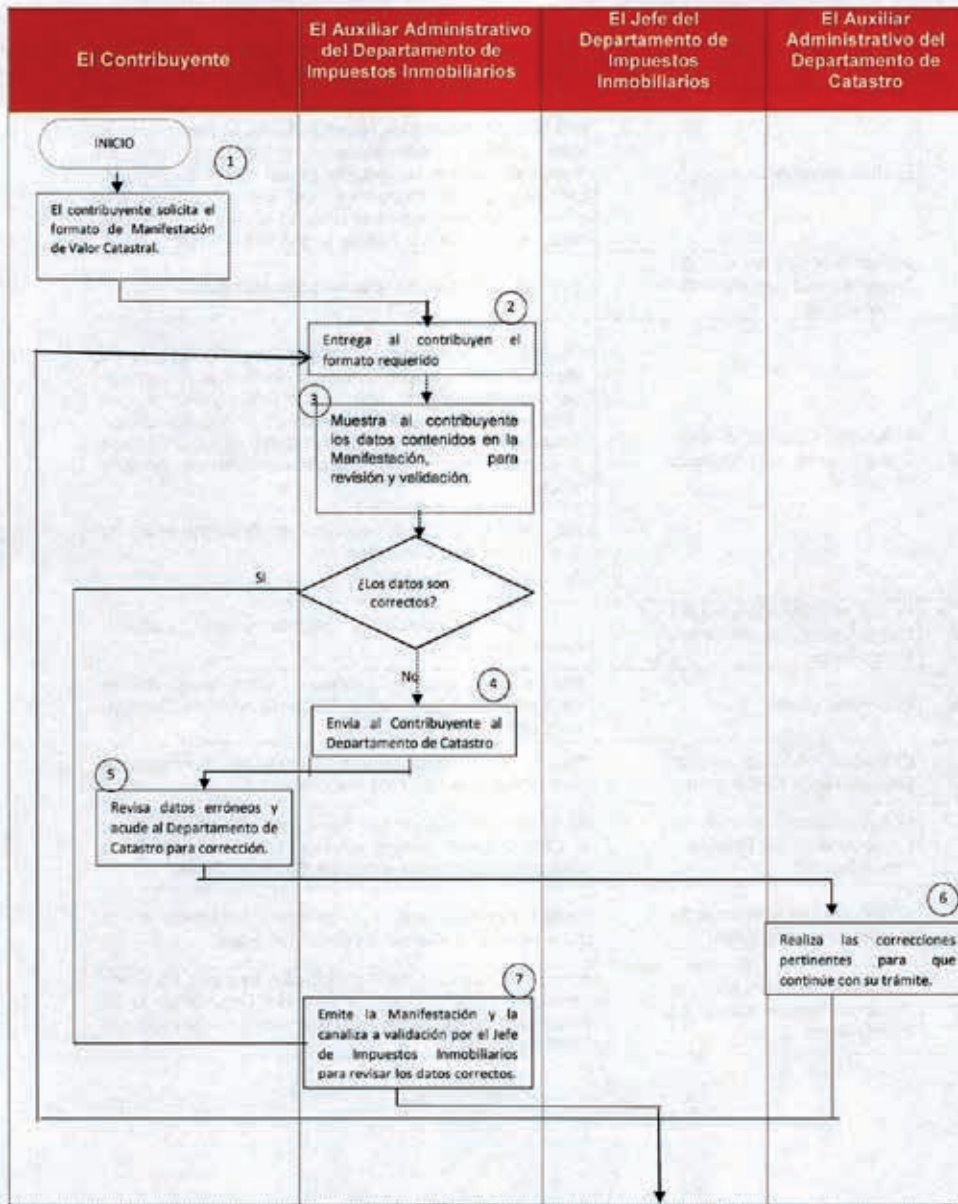 El Contribuyente
El Auxiliar Administrativo
del Departamento de
Impuestos Inmobiliarios
El Jefe del
Departamento de
Impuestos
Inmobiliarios
El Auxiliar
Administrativo del
Departamento de
Catastro
INICIO
1
El contribuyente solicita el
formato de Manifestación
de Valor Catastral.
2
Entrega al contribuyen el
formato requerido
3
Muestra al contribuyente
los datos contenidos en la
Manifestación, para
revisión y validación.
¿Los datos son
correctos?
Si
No
4
Envía al Contribuyente al
Departamento de Catastro
5
Revisa datos erróneos y
acude al Departamento de
Catastro para corrección.
6
Realiza las correcciones
pertinentes para que
continúe con su trámite.
7
Emite la Manifestación y la
canaliza a validación por el Jefe
de Impuestos Inmobiliarios
para revisar los datos correctos.